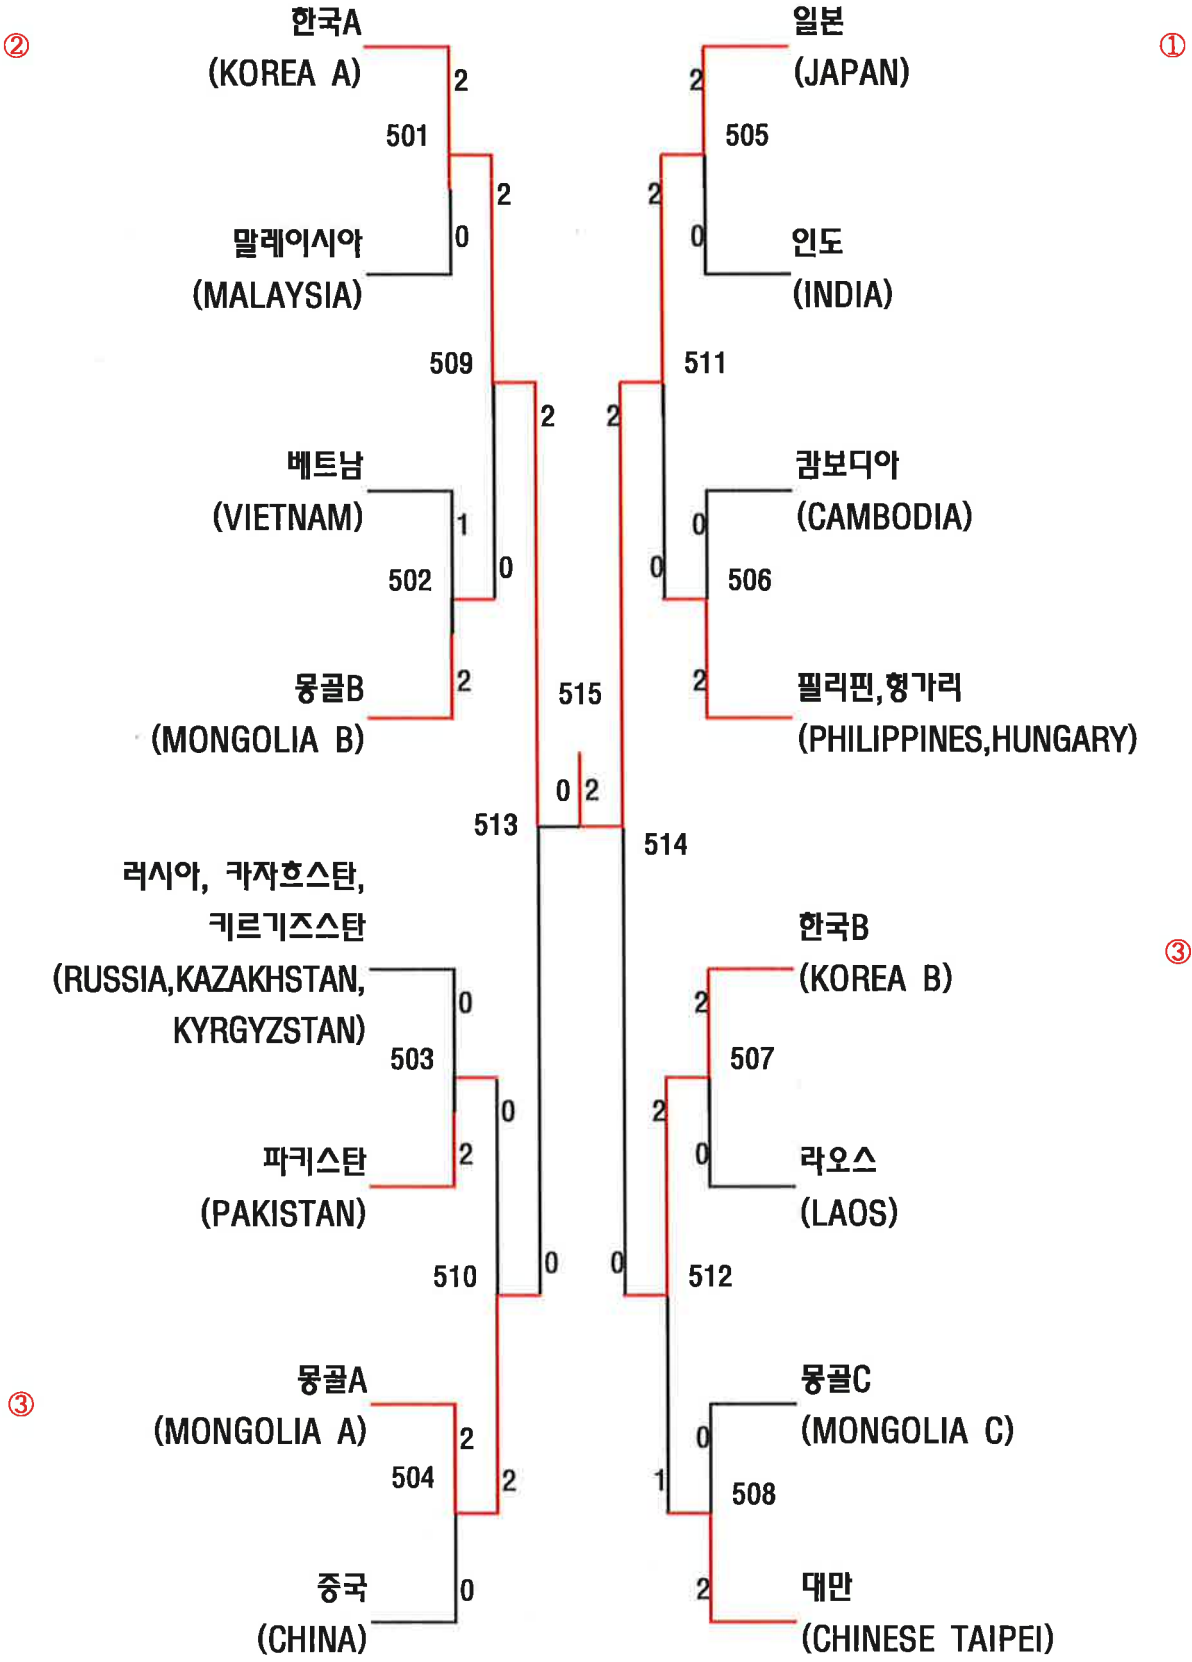 ②
한국A
(KOREA A)
2
501
2
말레이시아
0
(MALAYSIA)
509
2
베트남
(VIETNAM)
1
502
0
몽골B
2
(MONGOLIA B)
513
러시아, 카자흐스탄,
키르기즈스탄
(RUSSIA,KAZAKHSTAN,
KYRGYZSTAN)
0
503
0
파키스탄
2
(PAKISTAN)
510
0
③
몽골A
(MONGOLIA A)
2
504
2
중국
0
(CHINA)
515
0
2
①
일본
(JAPAN)
2
505
2
인도
0
(INDIA)
511
2
캄보디아
(CAMBODIA)
0
506
0
필리핀,헝가리
2
(PHILIPPINES,HUNGARY)
514
③
한국B
(KOREA B)
2
507
2
라오스
0
(LAOS)
512
0
몽골C
(MONGOLIA C)
0
508
1
대만
2
(CHINESE TAIPEI)